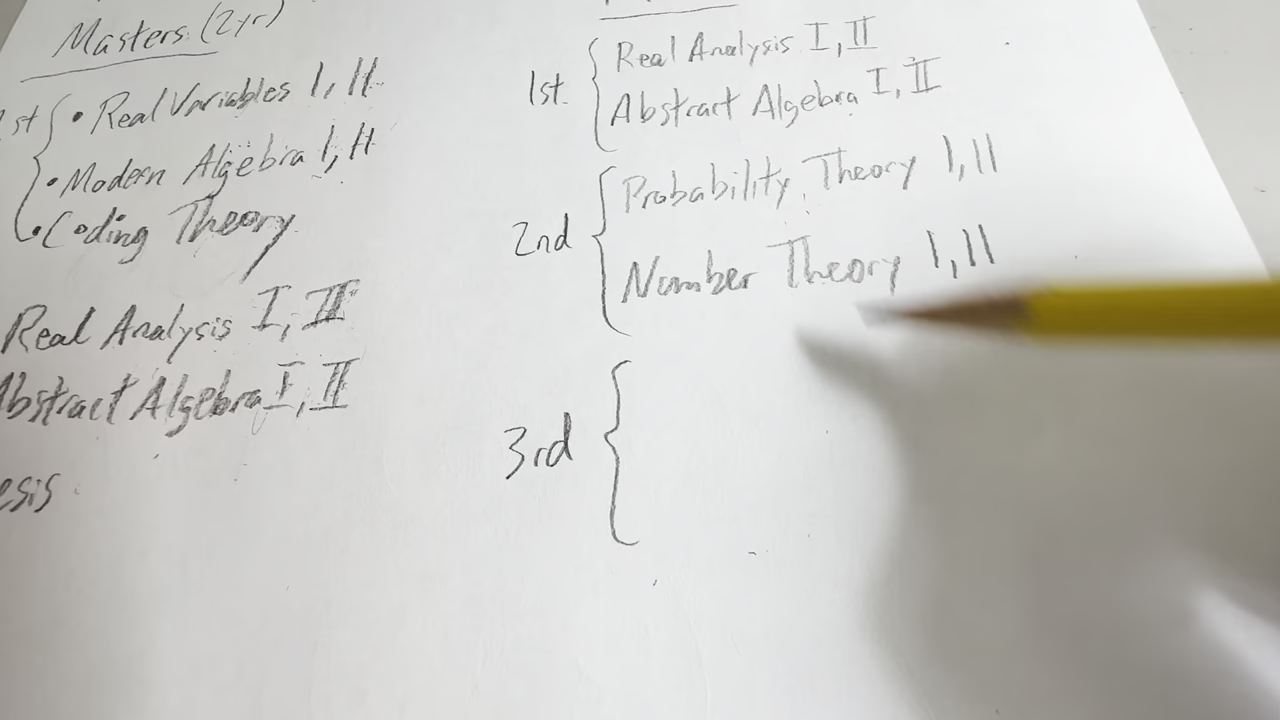 Masters (2yr)
1st { • Real Variables I, II
• Modern Algebra I, II
• Coding Theory
Real Analysis I, II
Abstract Algebra I, II
esis
1st { Real Analysis I, II
Abstract Algebra I, II
2nd { Probability Theory I, II
Number Theory I, II
3rd {